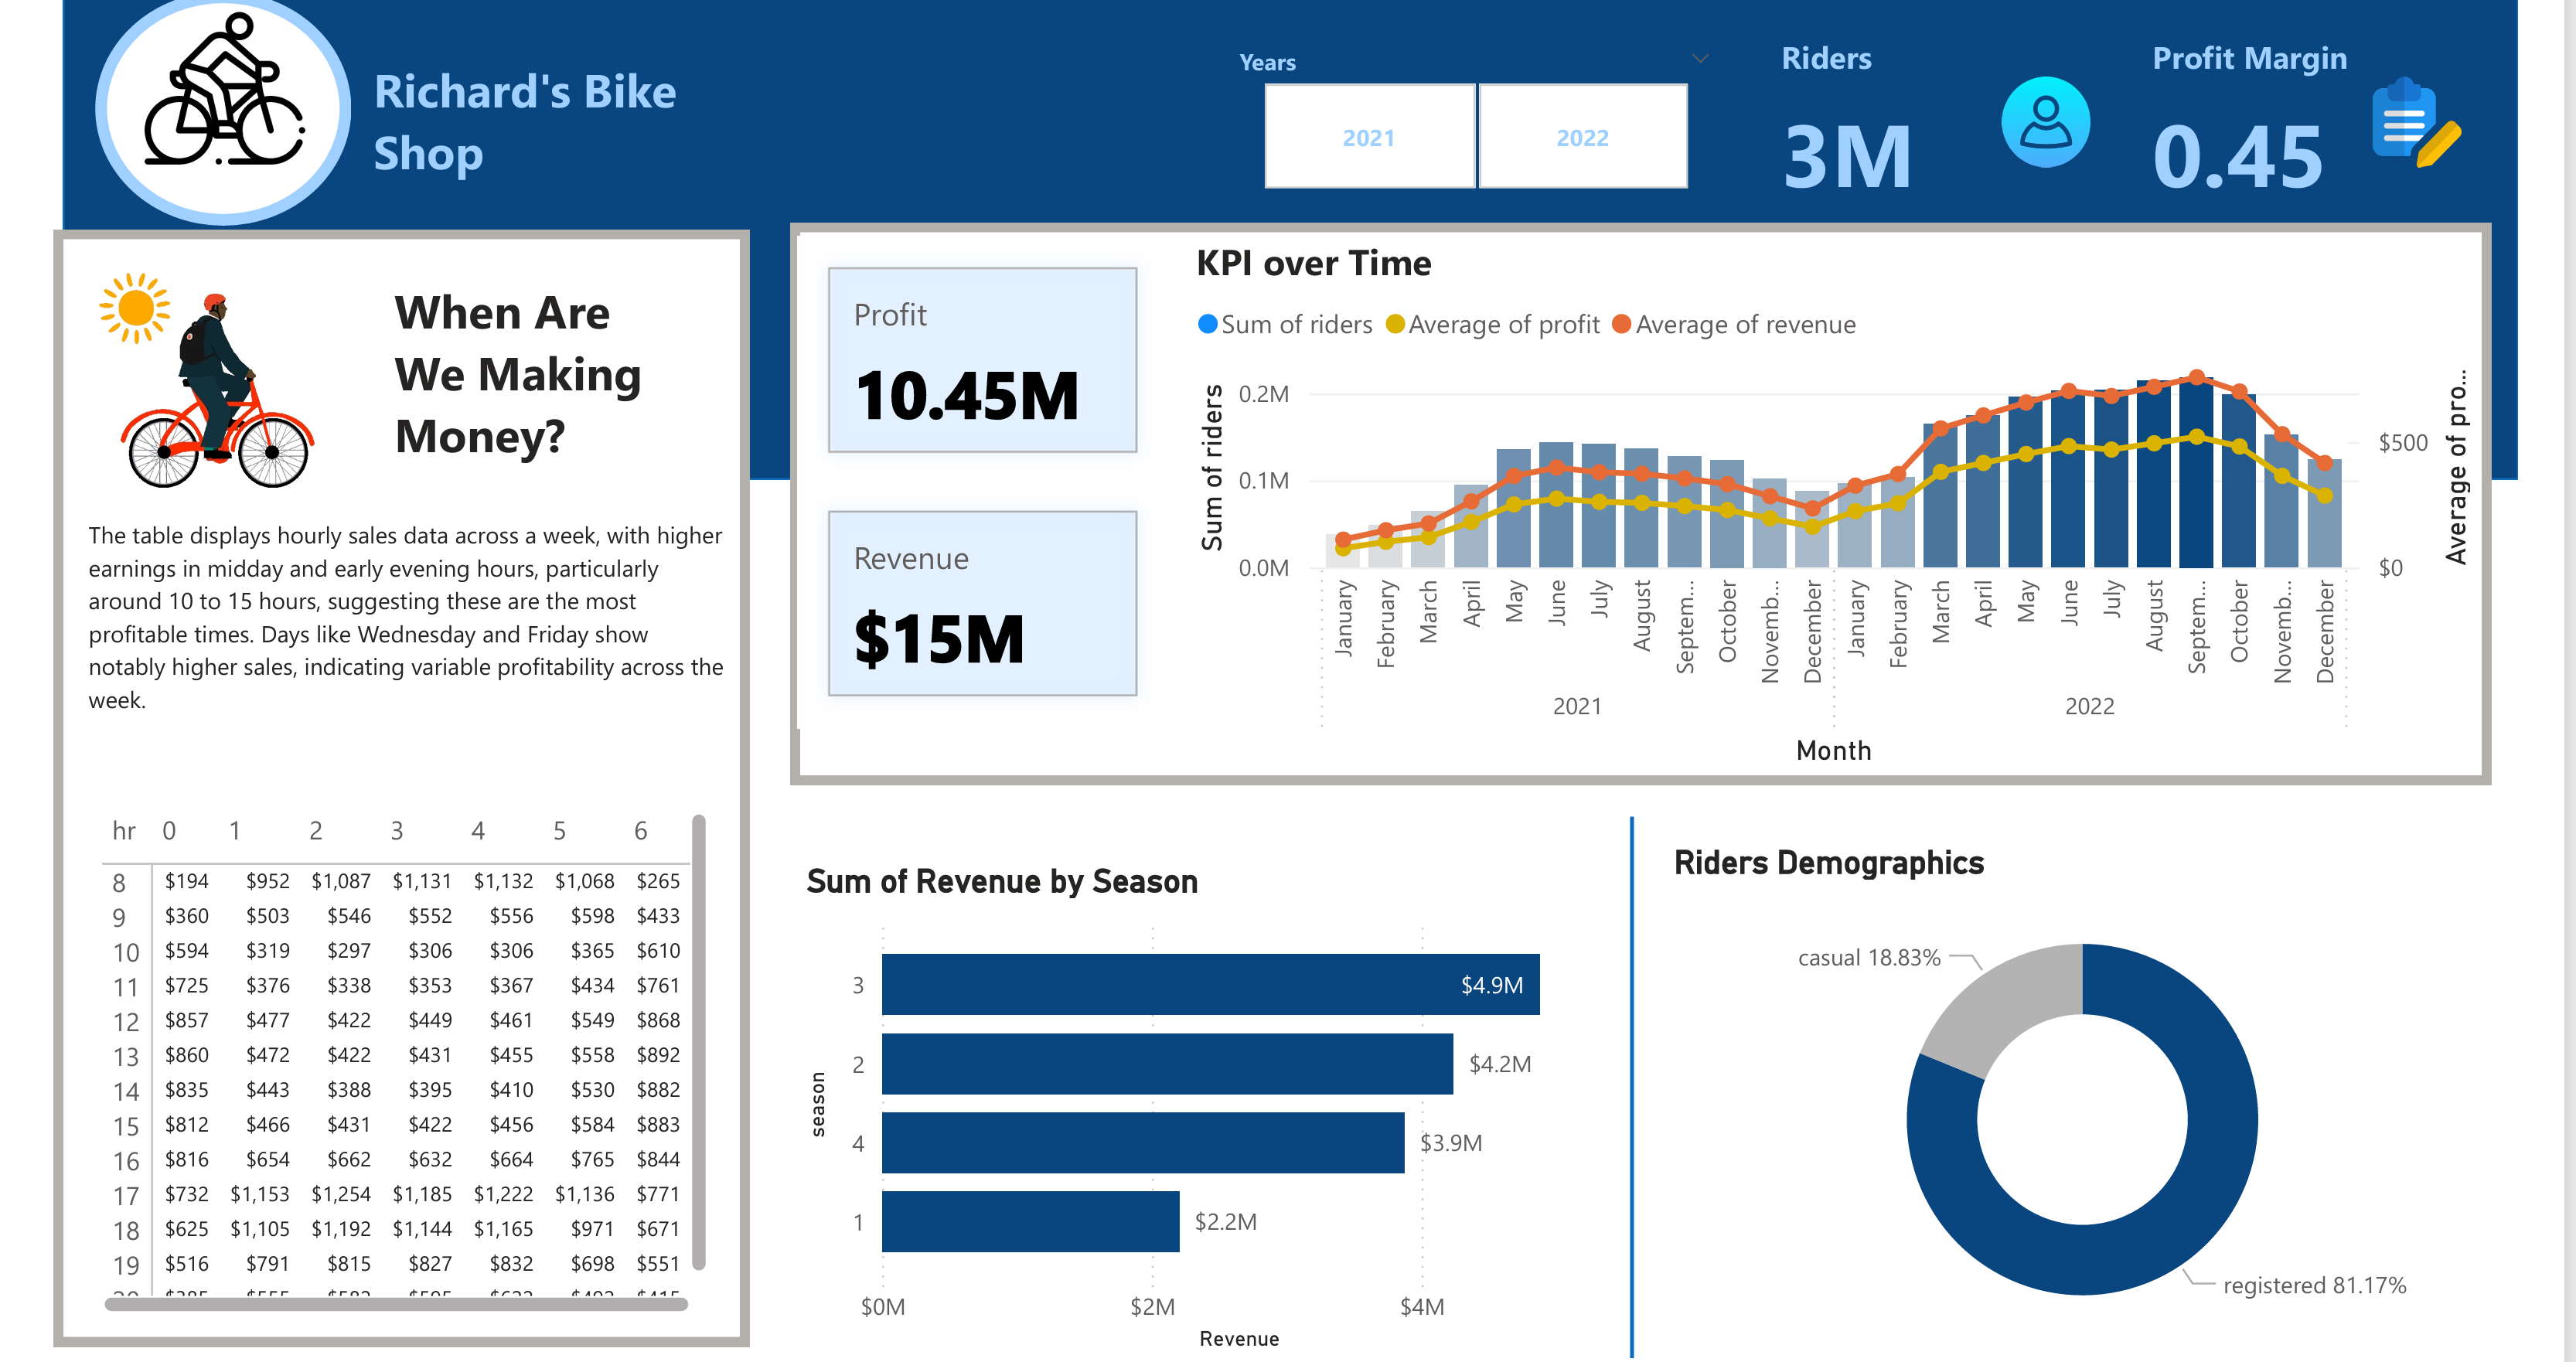 Richard's Bike
Shop
Years
2021
2022
Riders
3M
Profit Margin
0.45
When Are
We Making
Money?
The table displays hourly sales data across a week, with higher
earnings in midday and early evening hours, particularly
around 10 to 15 hours, suggesting these are the most
profitable times. Days like Wednesday and Friday show
notably higher sales, indicating variable profitability across the
week.
hr 0 1 2 3 4 5 6
8 $194 $952 $1,087 $1,131 $1,132 $1,068 $265
9 $360 $503 $546 $552 $556 $598 $433
10 $594 $319 $297 $306 $306 $365 $610
11 $725 $376 $338 $353 $367 $434 $761
12 $857 $477 $422 $449 $461 $549 $868
13 $860 $472 $422 $431 $455 $558 $892
14 $835 $443 $388 $395 $410 $530 $882
15 $812 $466 $431 $422 $456 $584 $883
16 $816 $654 $662 $632 $664 $765 $844
17 $732 $1,153 $1,254 $1,185 $1,222 $1,136 $771
18 $625 $1,105 $1,192 $1,144 $1,165 $971 $671
19 $516 $791 $815 $827 $832 $698 $551
Profit
10.45M
Revenue
$15M
KPI over Time
Sum of riders Average of profit Average of revenue
Sum of riders
0.2M
0.1M
0.0M
$500
$0
Average of pro...
January February March April May June July August Septem... October Novemb... December January February March April May June July August Septem... October Novemb... December
2021 2022
Month
Sum of Revenue by Season
season
3 $4.9M
2 $4.2M
4 $3.9M
1 $2.2M
$0M $2M $4M
Revenue
Riders Demographics
casual 18.83%
registered 81.17%